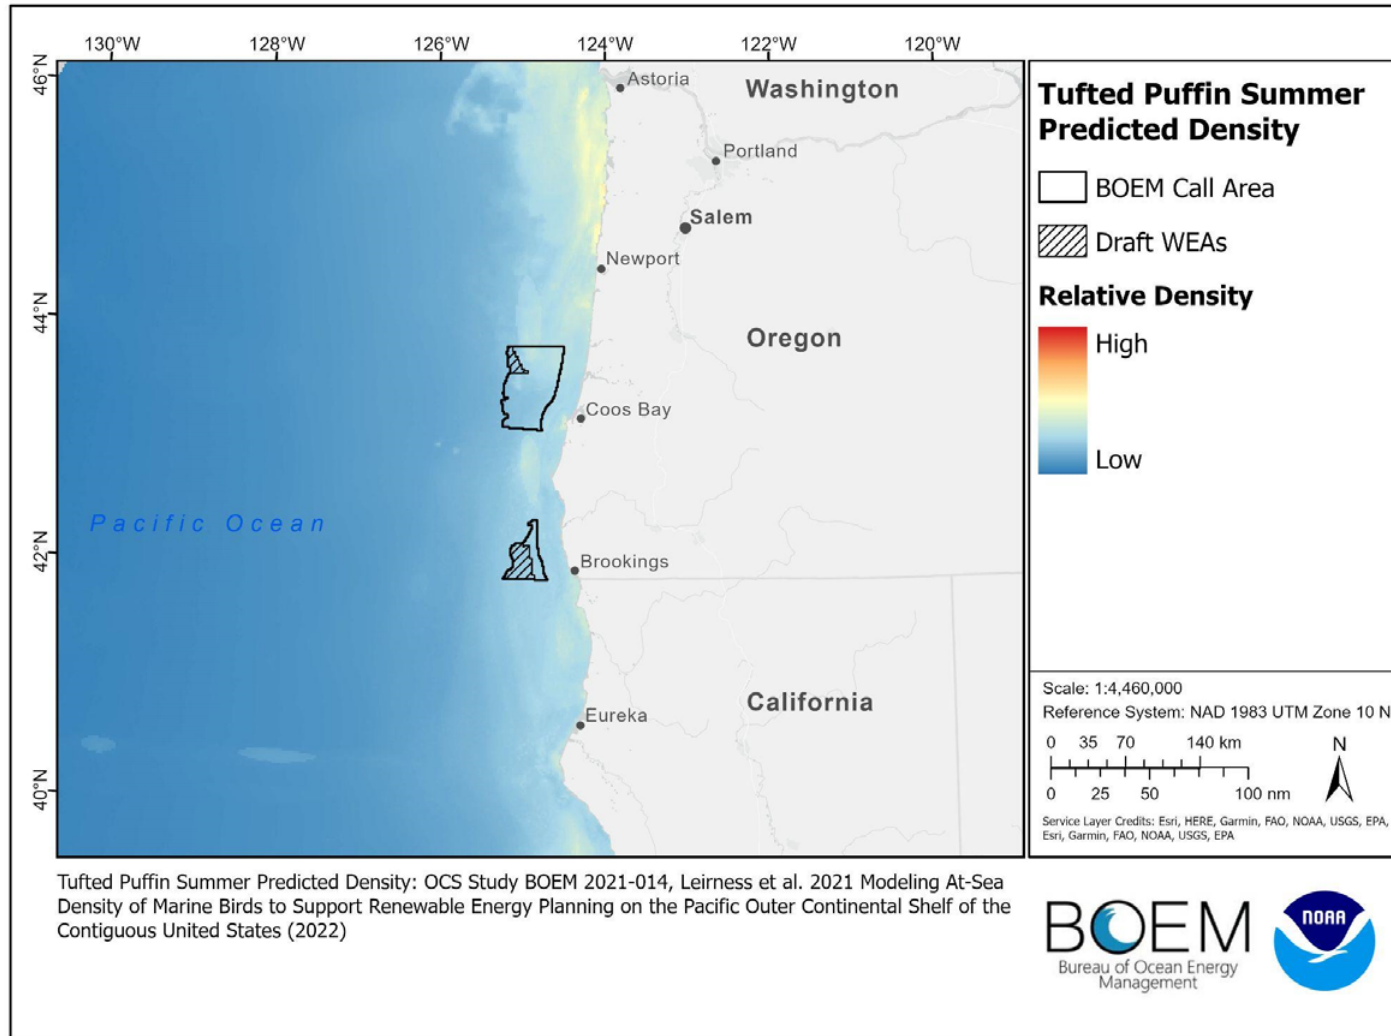 130°W 128°W 126°W 124°W 122°W 120°W
46°N
44°N
42°N
40°N
Astoria
Washington
Portland
Salem
Newport
Oregon
Coos Bay
Pacific Ocean
Brookings
California
Eureka
Tufted Puffin Summer
Predicted Density
BOEM Call Area
Draft WEAs
Relative Density
High
Low
Scale: 1:4,460,000
Reference System: NAD 1983 UTM Zone 10 N
0 35 70 140 km
N
0 25 50 100 nm
Service Layer Credits: Esri, HERE, Garmin, FAO, NOAA, USGS, EPA,
Esri, Garmin, FAO, NOAA, USGS, EPA
Tufted Puffin Summer Predicted Density: OCS Study BOEM 2021-014, Leirness et al. 2021 Modeling At-Sea
Density of Marine Birds to Support Renewable Energy Planning on the Pacific Outer Continental Shelf of the
Contiguous United States (2022)
BOEM
Bureau of Ocean Energy
Management
NOAA